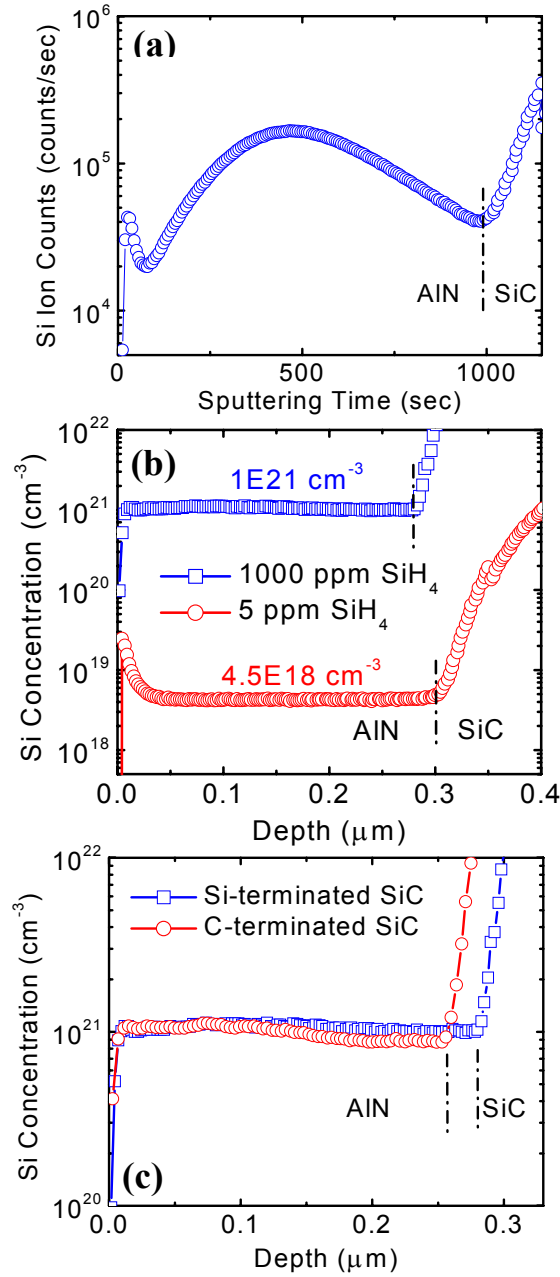 (a)
10^6
10^5
10^4
Si Ion Counts (counts/sec)
AlN
SiC
0
500
1000
Sputtering Time (sec)
(b)
10^22
10^21
10^20
10^19
10^18
Si Concentration (cm^-3)
1E21 cm^-3
1000 ppm SiH_4
5 ppm SiH_4
4.5E18 cm^-3
AlN
SiC
0.0
0.1
0.2
0.3
0.4
Depth (μm)
10^22
10^21
10^20
Si Concentration (cm^-3)
Si-terminated SiC
C-terminated SiC
AlN
SiC
(c)
0.0
0.1
0.2
0.3
Depth (μm)